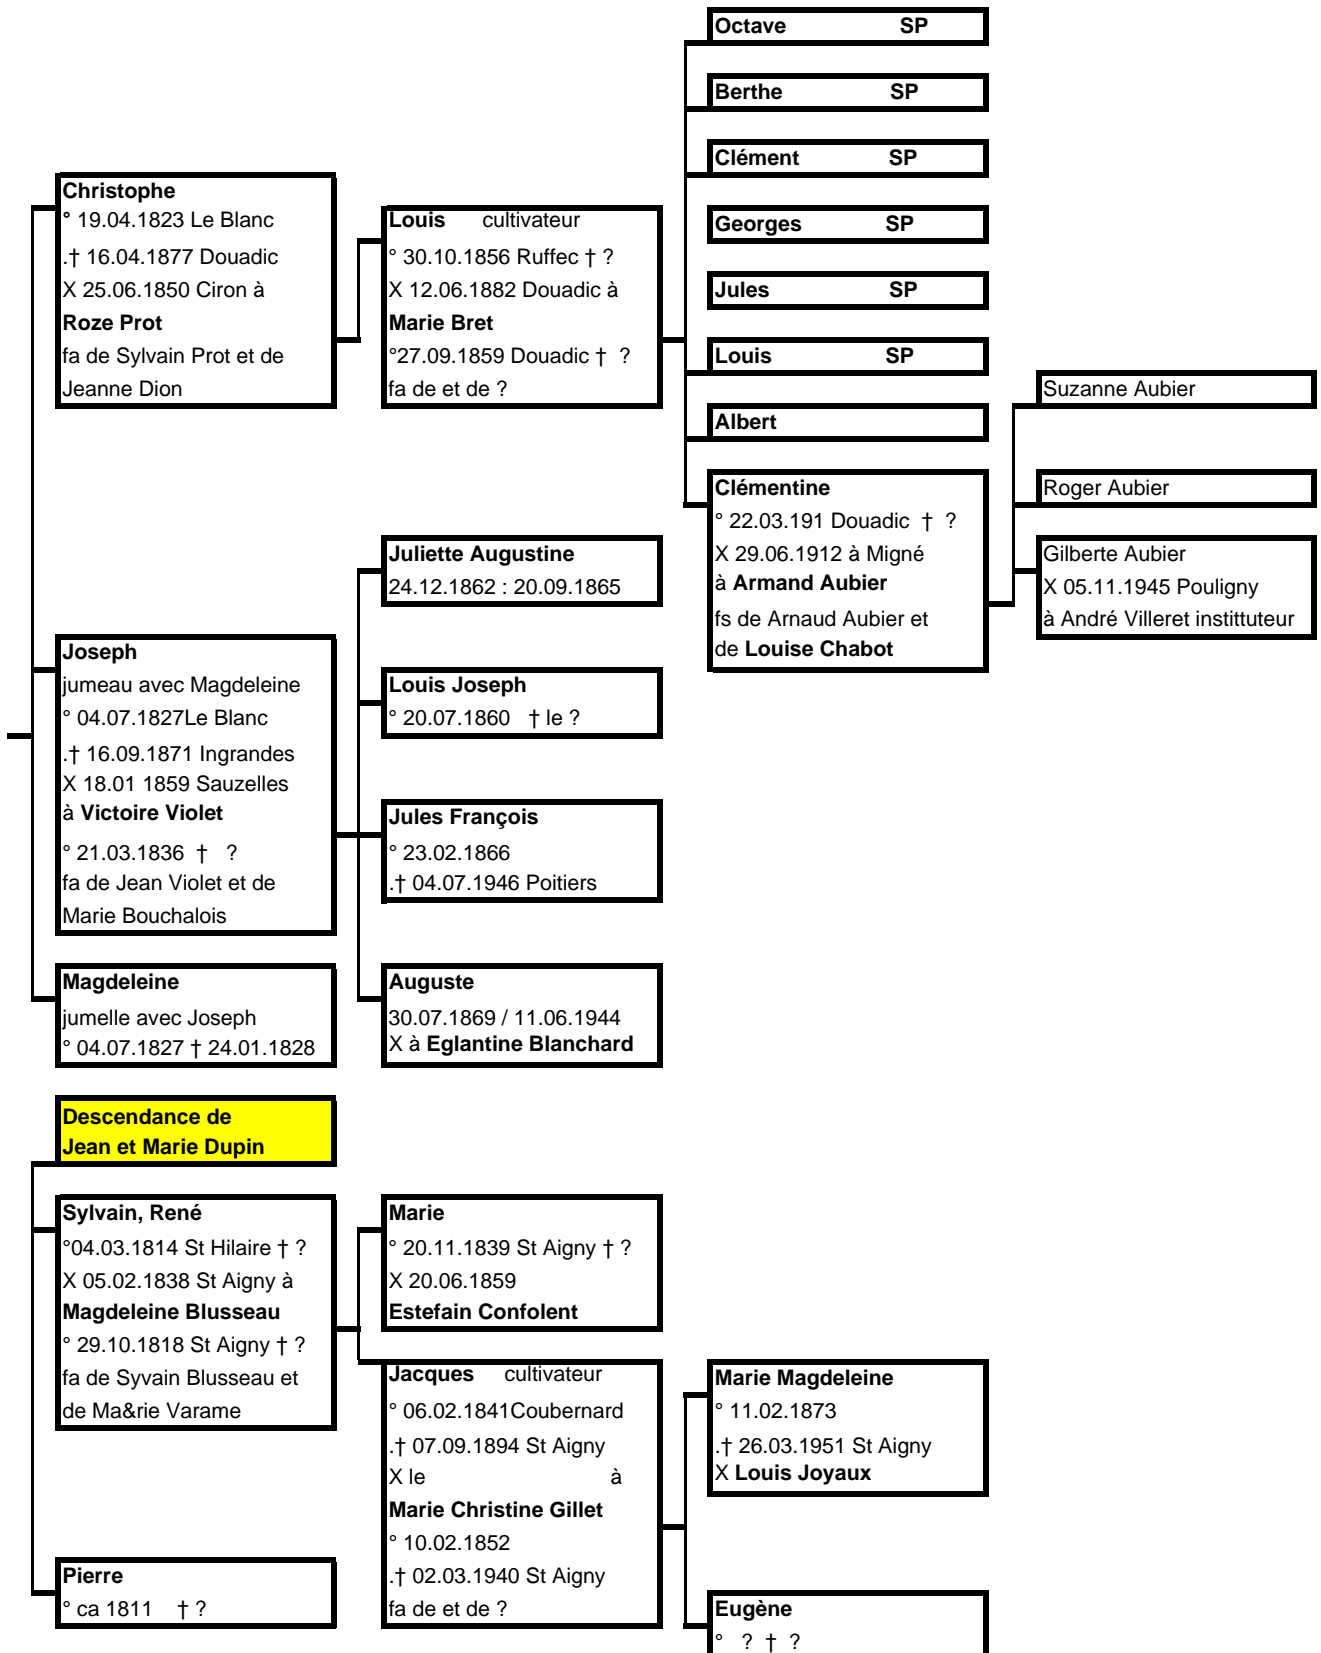 Octave SP
Berthe SP
Clément SP
Georges SP
Jules SP
Louis SP
Albert
Christophe
° 19.04.1823 Le Blanc
.† 16.04.1877 Douadic
X 25.06.1850 Ciron à
Roze Prot
fa de Sylvain Prot et de
Jeanne Dion
Louis cultivateur
° 30.10.1856 Ruffec † ?
X 12.06.1882 Douadic à
Marie Bret
°27.09.1859 Douadic † ?
fa de et de ?
Clémentine
° 22.03.191 Douadic † ?
X 29.06.1912 à Migné
à Armand Aubier
fs de Arnaud Aubier et
de Louise Chabot
Suzanne Aubier
Roger Aubier
Gilberte Aubier
X 05.11.1945 Pouligny
à André Villeret instittuteur
Joseph
jumeau avec Magdeleine
° 04.07.1827Le Blanc
.† 16.09.1871 Ingrandes
X 18.01 1859 Sauzelles
à Victoire Violet
° 21.03.1836 † ?
fa de Jean Violet et de
Marie Bouchalois
Juliette Augustine
24.12.1862 : 20.09.1865
Louis Joseph
° 20.07.1860 † le ?
Jules François
° 23.02.1866
.† 04.07.1946 Poitiers
Auguste
30.07.1869 / 11.06.1944
X à Eglantine Blanchard
Magdeleine
jumelle avec Joseph
° 04.07.1827 † 24.01.1828
Descendance de
Jean et Marie Dupin
Sylvain, René
°04.03.1814 St Hilaire † ?
X 05.02.1838 St Aigny à
Magdeleine Blusseau
° 29.10.1818 St Aigny † ?
fa de Syvain Blusseau et
de Ma&rie Varame
Marie
° 20.11.1839 St Aigny † ?
X 20.06.1859
Estefain Confolent
Jacques cultivateur
° 06.02.1841Coubernard
.† 07.09.1894 St Aigny
X le à
Marie Christine Gillet
° 10.02.1852
.† 02.03.1940 St Aigny
fa de et de ?
Marie Magdeleine
° 11.02.1873
.† 26.03.1951 St Aigny
X Louis Joyaux
Pierre
° ca 1811 † ?
Eugène
° ? † ?